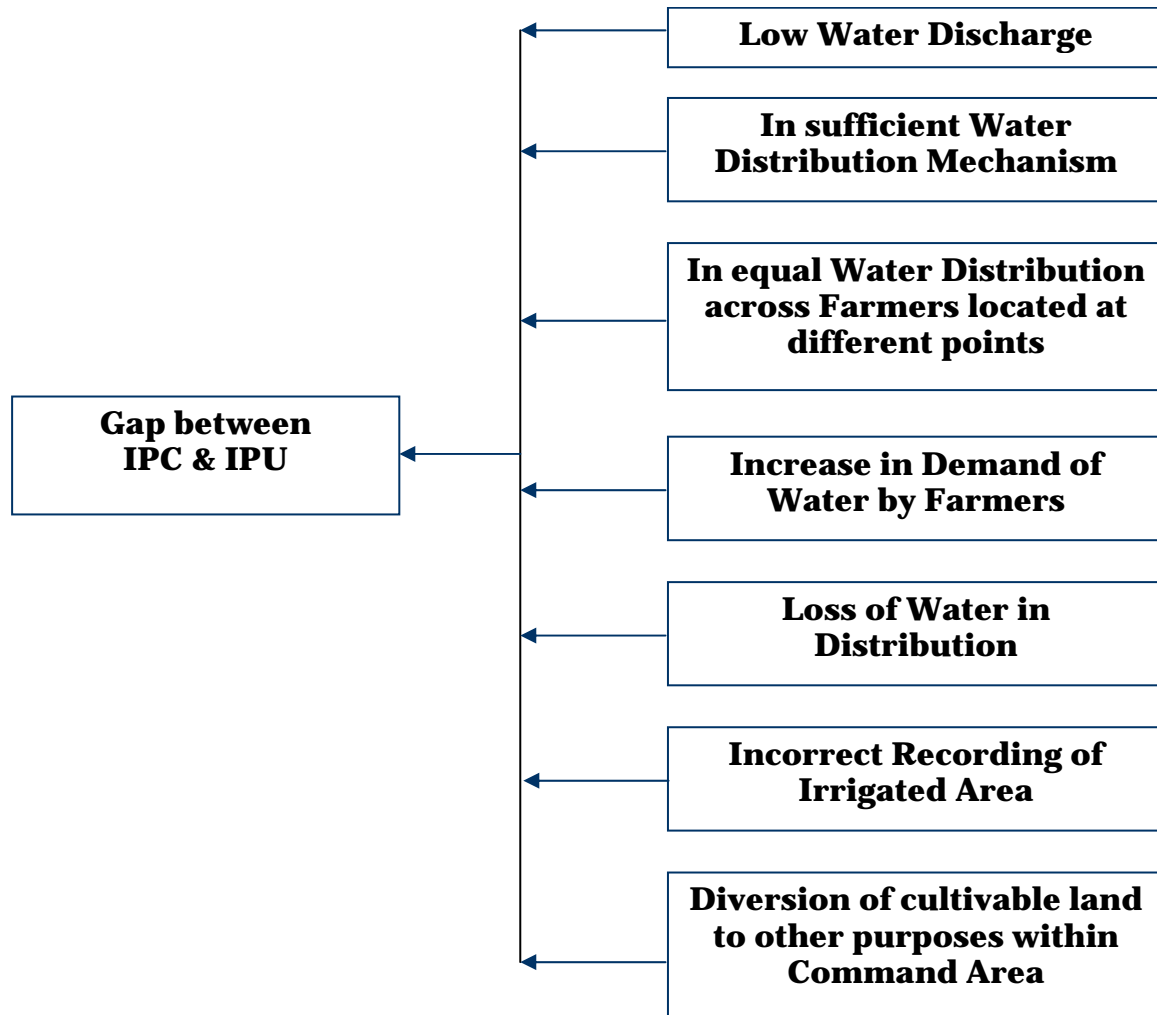 Low Water Discharge
In sufficient Water
Distribution Mechanism
In equal Water Distribution
across Farmers located at
different points
Gap between
IPC & IPU
Increase in Demand of
Water by Farmers
Loss of Water in
Distribution
Incorrect Recording of
Irrigated Area
Diversion of cultivable land
to other purposes within
Command Area